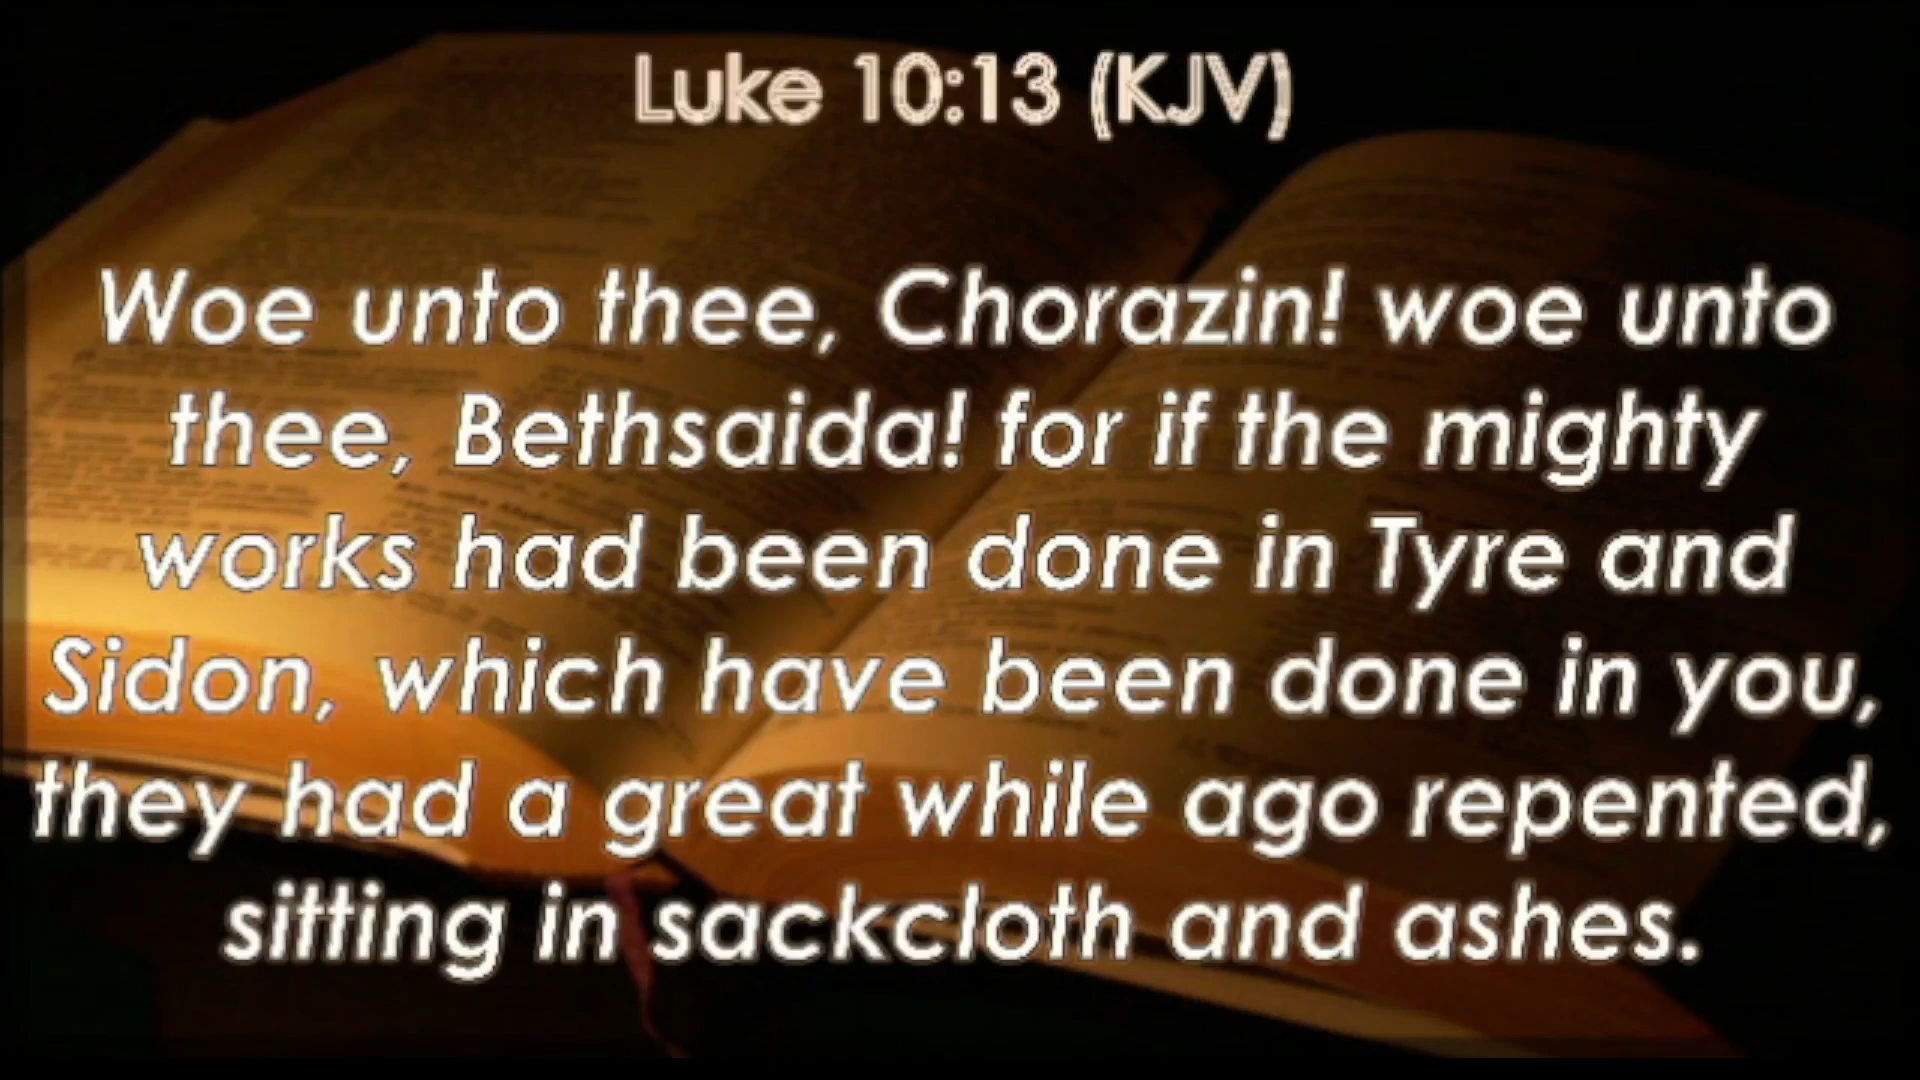 Luke 10:13 (KJV)
Woe unto thee, Chorazin! woe unto
thee, Bethsaida! for if the mighty
works had been done in Tyre and
Sidon, which have been done in you,
they had a great while ago repented,
sitting in sackcloth and ashes.